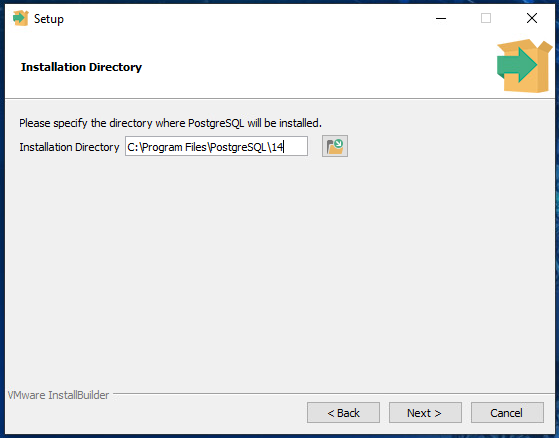 Setup
Installation Directory
Please specify the directory where PostgreSQL will be installed.
Installation Directory C:\Program Files\PostgreSQL\14
VMware InstallBuilder
< Back Next > Cancel